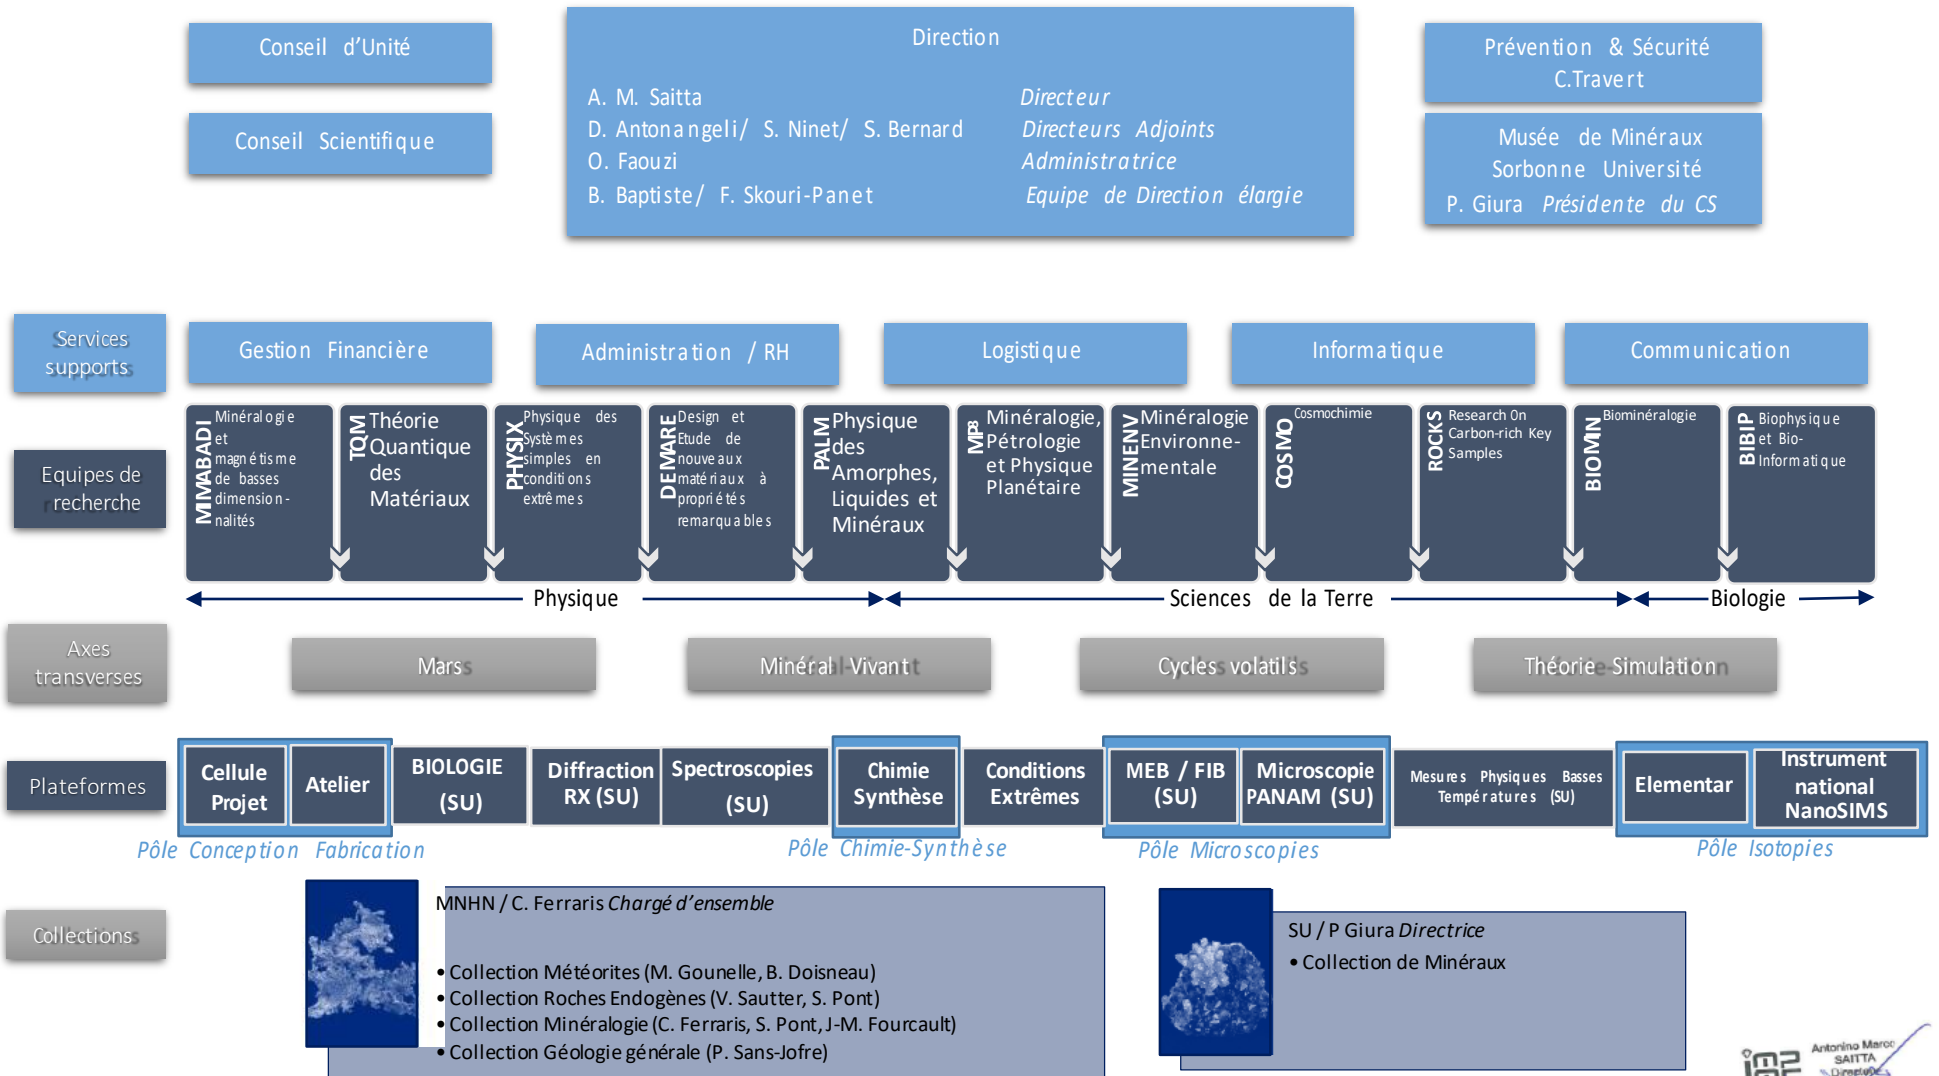 Conseil d'Unité
Conseil Scientifique
Direction
A. M. Saitta Directeur
D. Antonangeli/ S. Ninet/ S. Bernard Directeurs Adjoints
O. Faouzi Administratrice
B. Baptiste/ F. Skouri-Panet Equipe de Direction élargie
Prévention & Sécurité
C.Travert
Musée de Minéraux
Sorbonne Université
P. Giura Présidente du CS
Services
supports
Gestion Financière
Administration / RH
Logistique
Informatique
Communication
Equipes de
recherche
MIMABADI
Minéralogie
et
magnétisme
de basses
dimension-
nalités
TQM
Théorie
Quantique
des
Matériaux
PHYSIX
Physique des
Systèmes
simples en
conditions
extrêmes
DEMARE
Design et
Etude de
nouveaux
matériaux à
propriétés
remarquables
PALM
Physique
des
Amorphes,
Liquides et
Minéraux
MP³
Minéralogie,
Pétrologie
et Physique
Planétaire
MINENV
Minéralogie
Environne-
mentale
COSMO
Cosmochimie
ROCKS
Research On
Carbon-rich Key
Samples
BIOMIN
Biominéralogie
BIBIP
Biophysique
et Bio-
Informatique
Physique
Sciences de la Terre
Biologie
Axes
transverses
Mars
Minéral-Vivant
Cycles volatils
Théorie-Simulation
Plateformes
Cellule
Projet
Atelier
BIOLOGIE
(SU)
Diffraction
RX (SU)
Spectroscopies
(SU)
Chimie
Synthèse
Conditions
Extrêmes
MEB / FIB
(SU)
Microscopie
PANAM (SU)
Mesures Physiques Basses
Températures (SU)
Elementar
Instrument
national
NanoSIMS
Pôle Conception Fabrication
Pôle Chimie-Synthèse
Pôle Microscopies
Pôle Isotopies
Collections
MNHN / C. Ferraris Chargé d'ensemble
• Collection Météorites (M. Gounelle, B. Doisneau)
• Collection Roches Endogènes (V. Sautter, S. Pont)
• Collection Minéralogie (C. Ferraris, S. Pont, J-M. Fourcault)
• Collection Géologie générale (P. Sans-Jofre)
SU / P Giura Directrice
• Collection de Minéraux
Antonino Marco
SAITTA